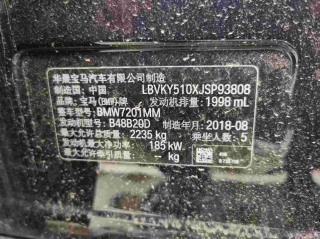 华晨宝马汽车有限公司制造
制造国：中国 LBVKY510XJSP93808
品牌：宝马(BMW)牌 发动机排量：1998 mL
整车型号：BMW7201MM
发动机型号：B48B20D 制造年月：2018-08
最大允许总质量：2235 kg 乘坐人数：5
发动机最大净功率：185 kW
最大允许牵引质量：-- kg